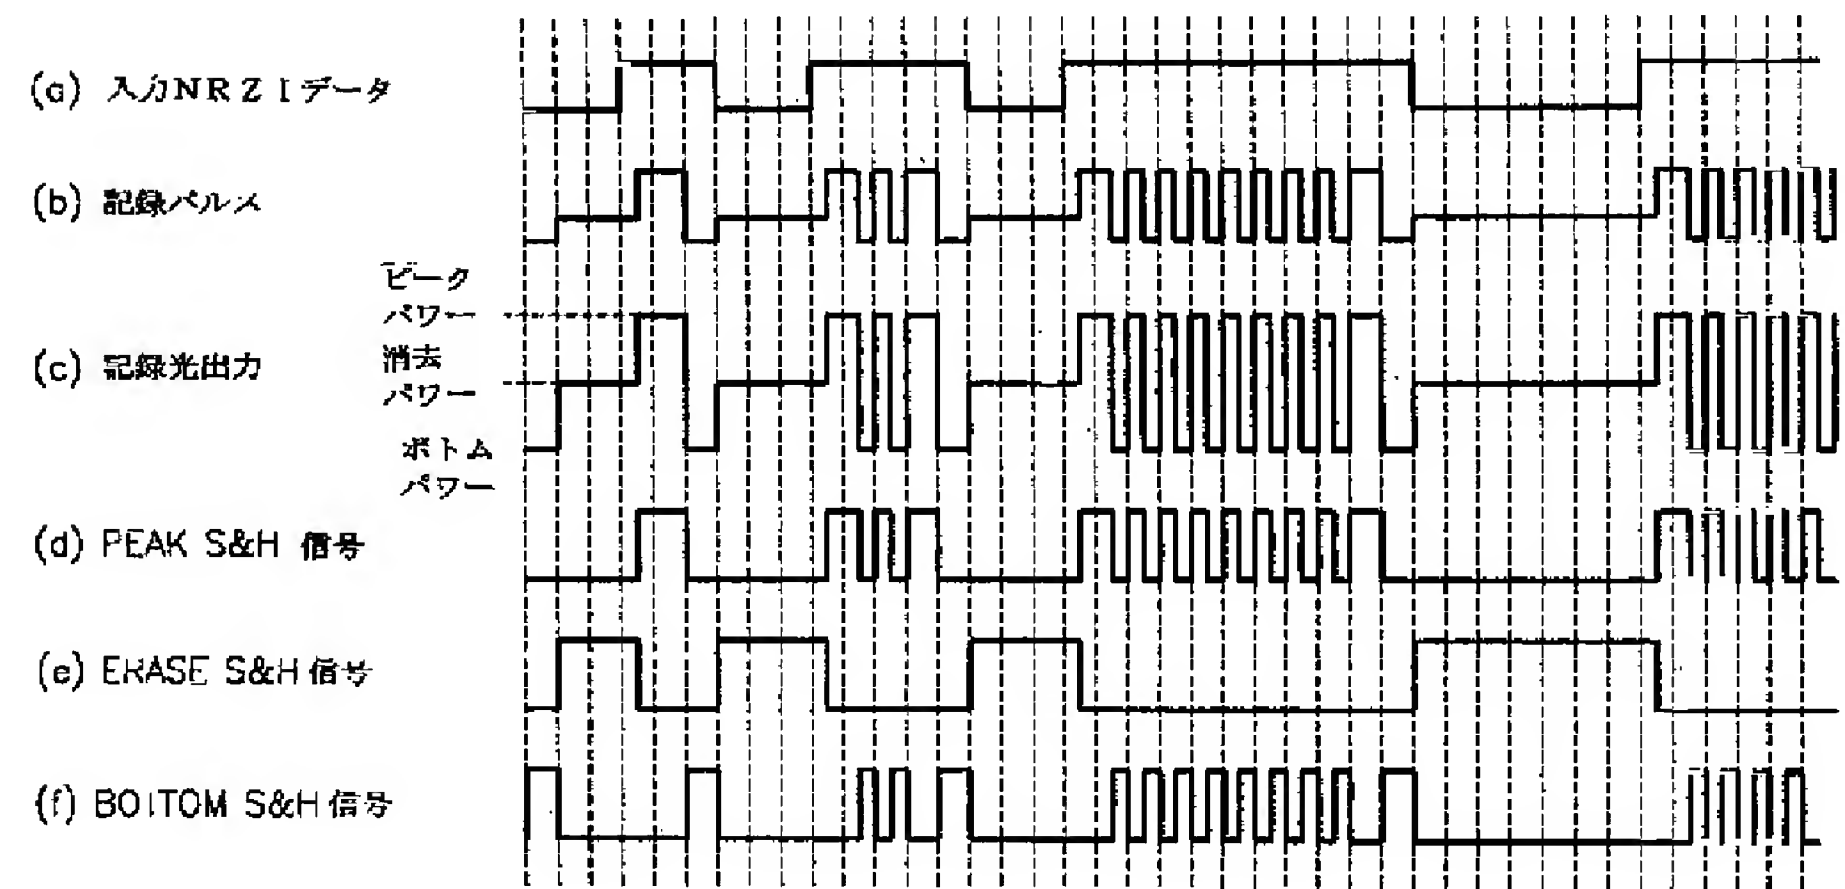 (a) 入力NRZIデータ
(b) 記録パルス
ピーク
パワー
(c) 記録光出力
消去
パワー
ボトム
パワー
(d) PEAK S&H 信号
(e) ERASE S&H 信号
(f) BOTTOM S&H 信号